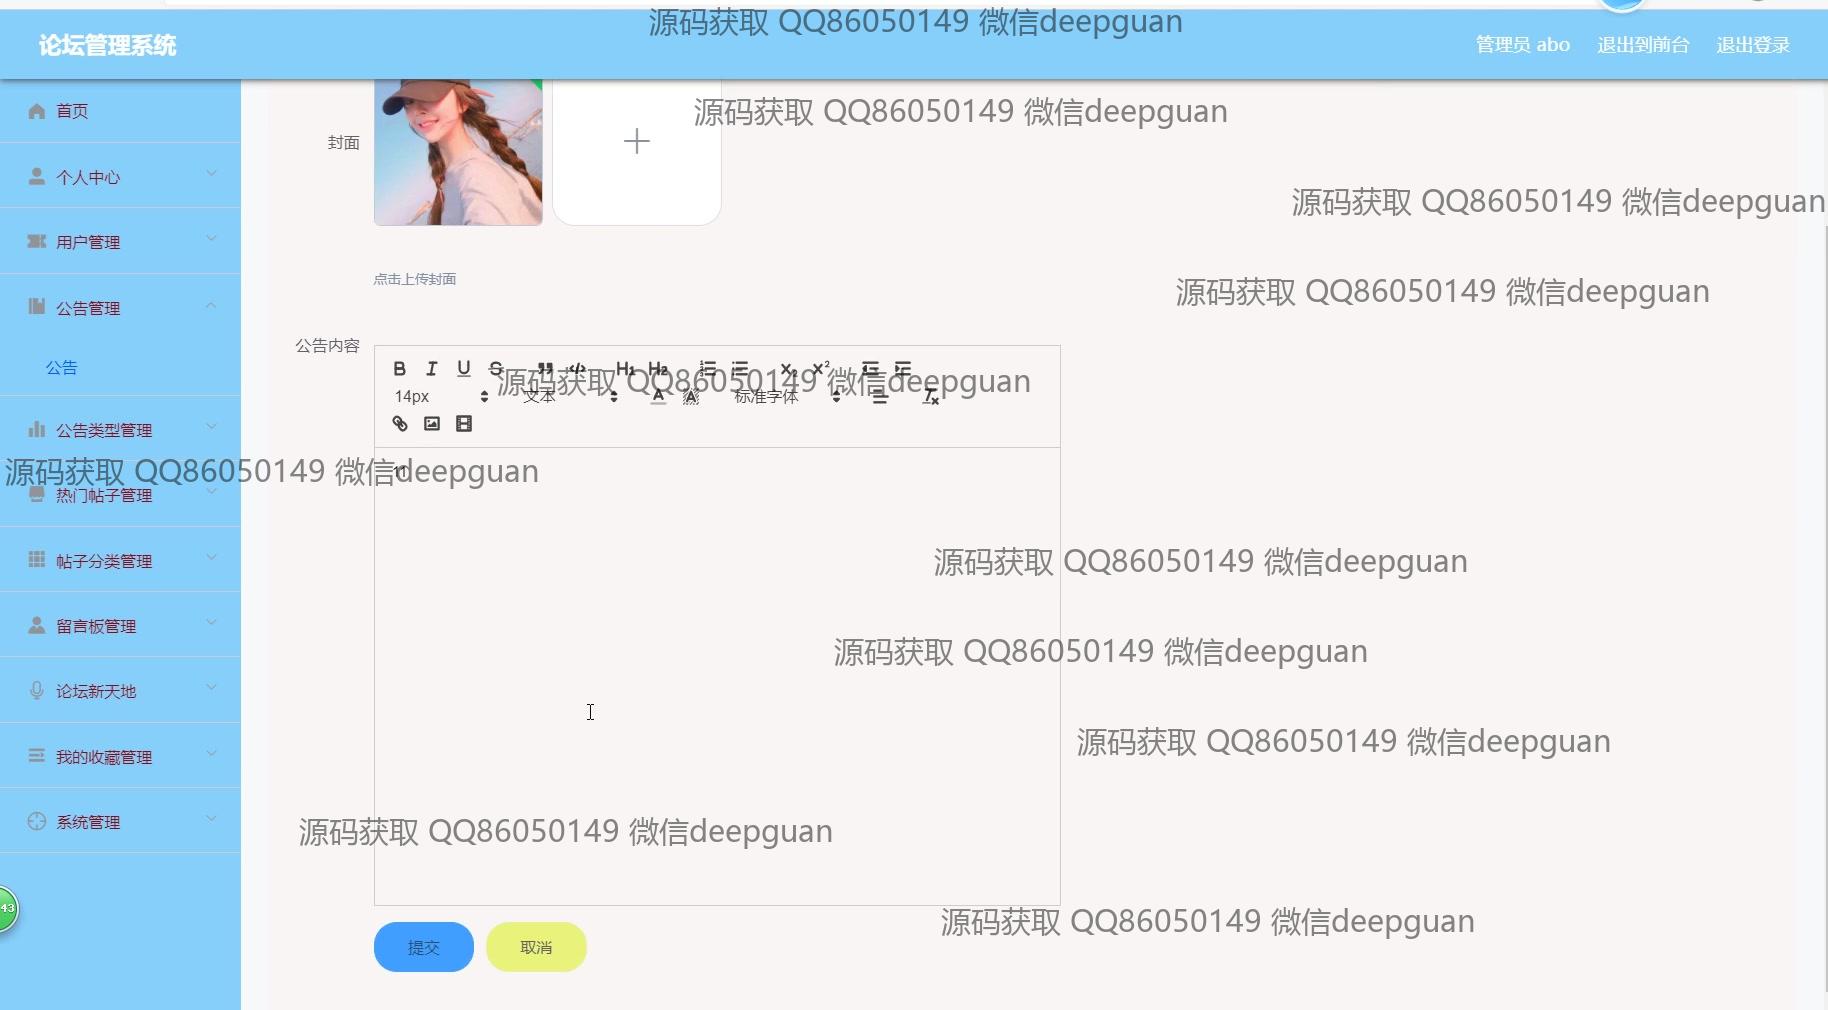 源码获取 QQ86050149 微信deepguan
论坛管理系统
管理员 abo 退出到前台 退出登录
首页
源码获取 QQ86050149 微信deepguan
封面
个人中心
源码获取 QQ86050149 微信deepguan
用户管理
点击上传封面
源码获取 QQ86050149 微信deepguan
公告管理
公告内容
公告
B I U S H1 H2 X2 X²
源码获取 QQ86050149 微信deepguan
14px 文本 A A 标准字体 Tx
公告类型管理
源码获取 QQ86050149 微信deepguan
11
热门帖子管理
帖子分类管理
源码获取 QQ86050149 微信deepguan
留言板管理
源码获取 QQ86050149 微信deepguan
论坛新天地
源码获取 QQ86050149 微信deepguan
我的收藏管理
系统管理
源码获取 QQ86050149 微信deepguan
43
源码获取 QQ86050149 微信deepguan
提交 取消